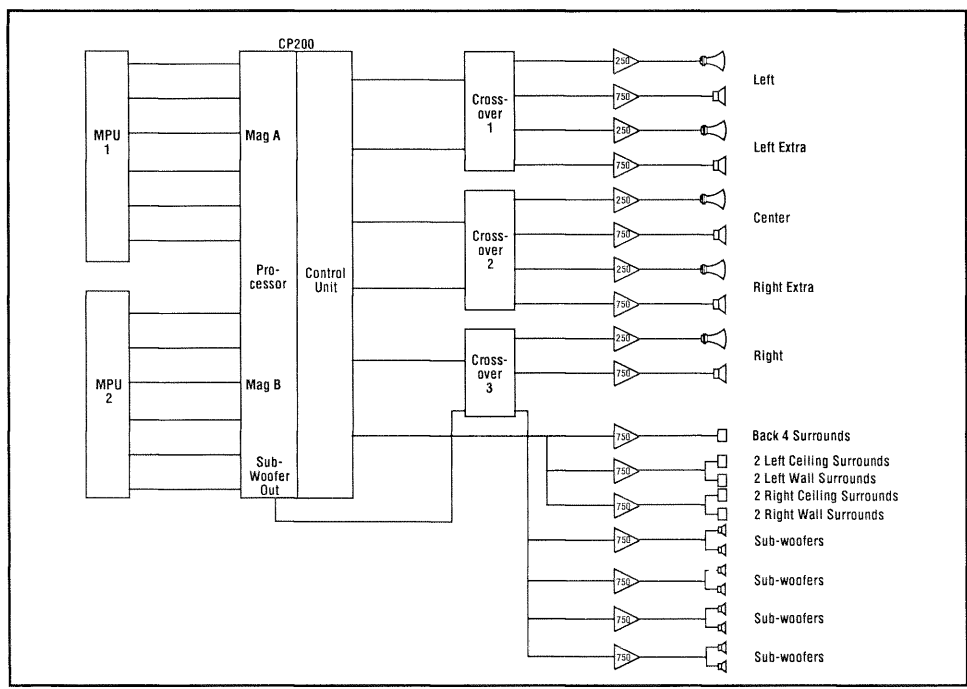 CP200
MPU
1
Mag A
Pro-
cessor
Control
Unit
MPU
2
Mag B
Sub-
Woofer
Out
Cross-
over
1
Cross-
over
2
Cross-
over
3
250
Left
750
250
Left Extra
750
250
Center
750
250
Right Extra
750
250
Right
750
750
Back 4 Surrounds
750
2 Left Ceiling Surrounds
2 Left Wall Surrounds
750
2 Right Ceiling Surrounds
2 Right Wall Surrounds
750
Sub-woofers
750
Sub-woofers
750
Sub-woofers
750
Sub-woofers